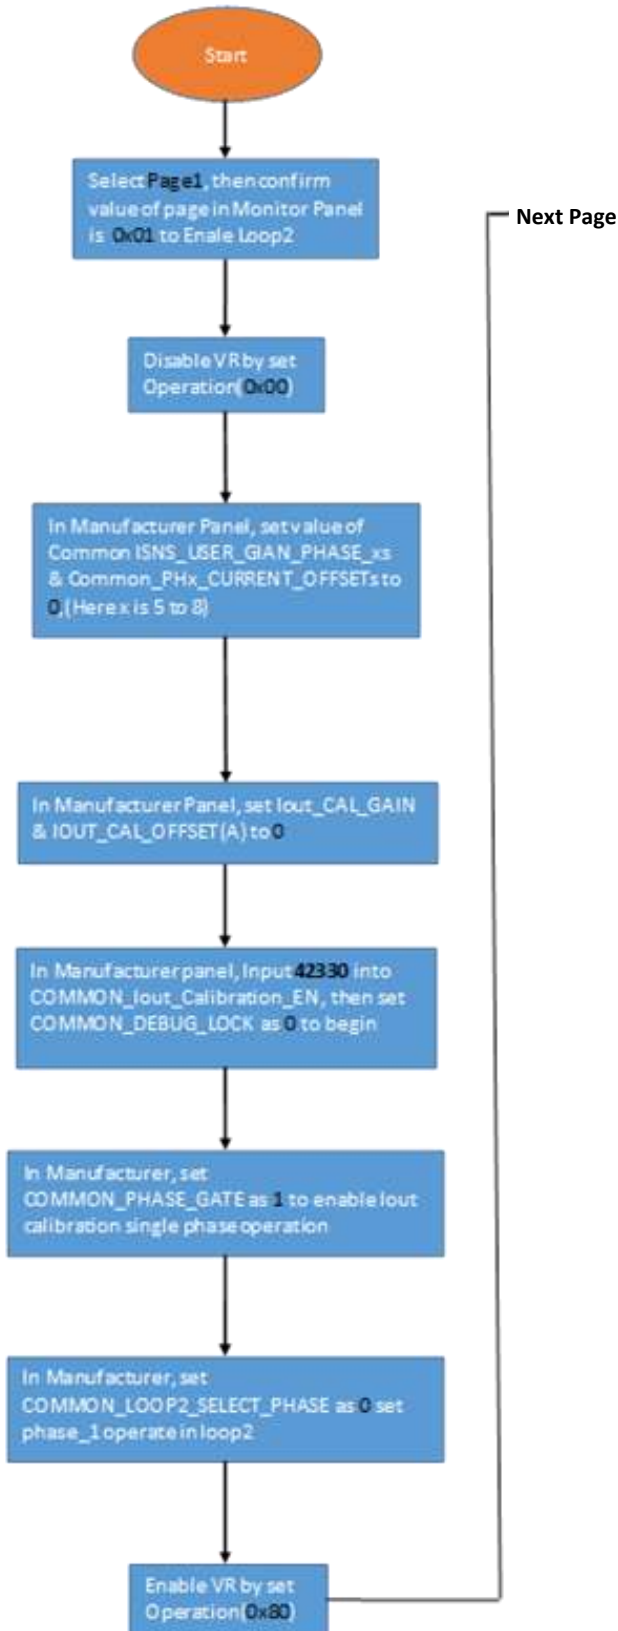 Start
Select Page1, then confirm
value of page in Monitor Panel
is 0x01 to Enale Loop2
Next Page
Disable VR by set
Operation(0x00)
In Manufacturer Panel, set value of
Common ISNS_USER_GIAN_PHASE_xs
& Common_PHx_CURRENT_OFFSETs to
0,(Here x is 5 to 8)
In Manufacturer Panel, set Iout_CAL_GAIN
& IOUT_CAL_OFFSET(A) to 0
In Manufacturer panel, Input 42330 into
COMMON_Iout_Calibration_EN, then set
COMMON_DEBUG_LOCK as 0 to begin
In Manufacturer, set
COMMON_PHASE_GATE as 1 to enable Iout
calibration single phase operation
In Manufacturer, set
COMMON_LOOP2_SELECT_PHASE as 0 set
phase_1 operate in loop2
Enable VR by set
Operation(0x80)